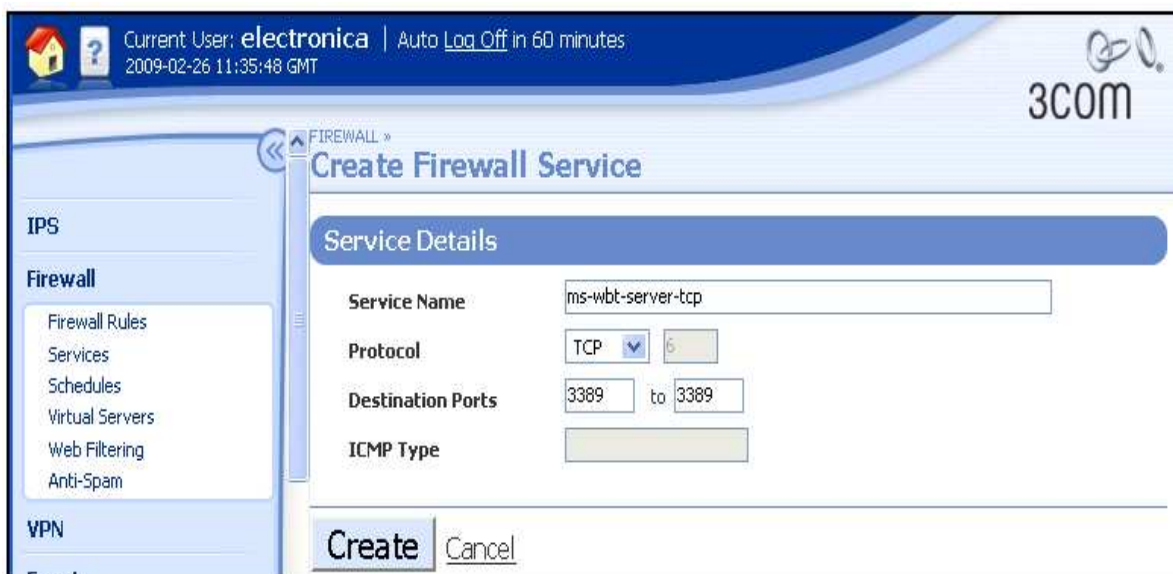 Current User: electronica | Auto Log Off in 60 minutes
2009-02-26 11:35:48 GMT
3COM
FIREWALL »
Create Firewall Service
IPS
Firewall
Firewall Rules
Services
Schedules
Virtual Servers
Web Filtering
Anti-Spam
VPN
Service Details
Service Name ms-wbt-server-tcp
Protocol TCP 6
Destination Ports 3389 to 3389
ICMP Type
Create Cancel